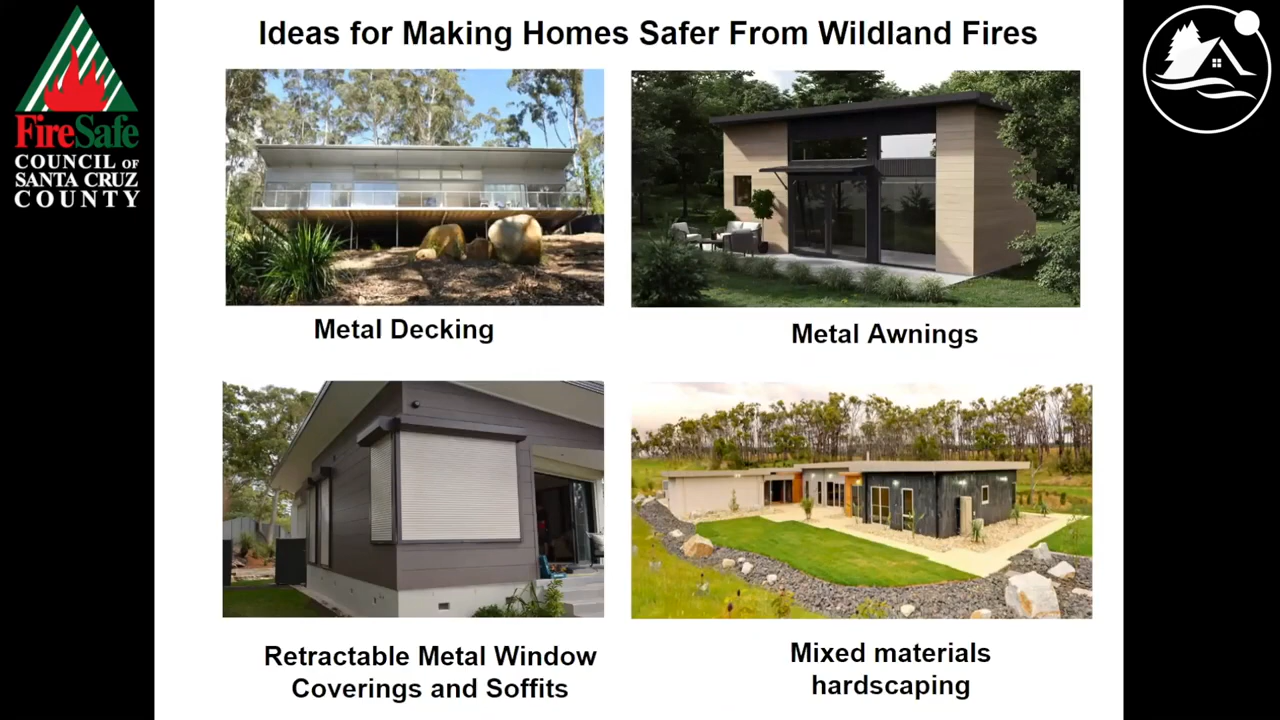 Ideas for Making Homes Safer From Wildland Fires
FireSafe
COUNCIL OF
SANTA CRUZ
COUNTY
Metal Decking
Metal Awnings
Retractable Metal Window
Coverings and Soffits
Mixed materials
hardscaping